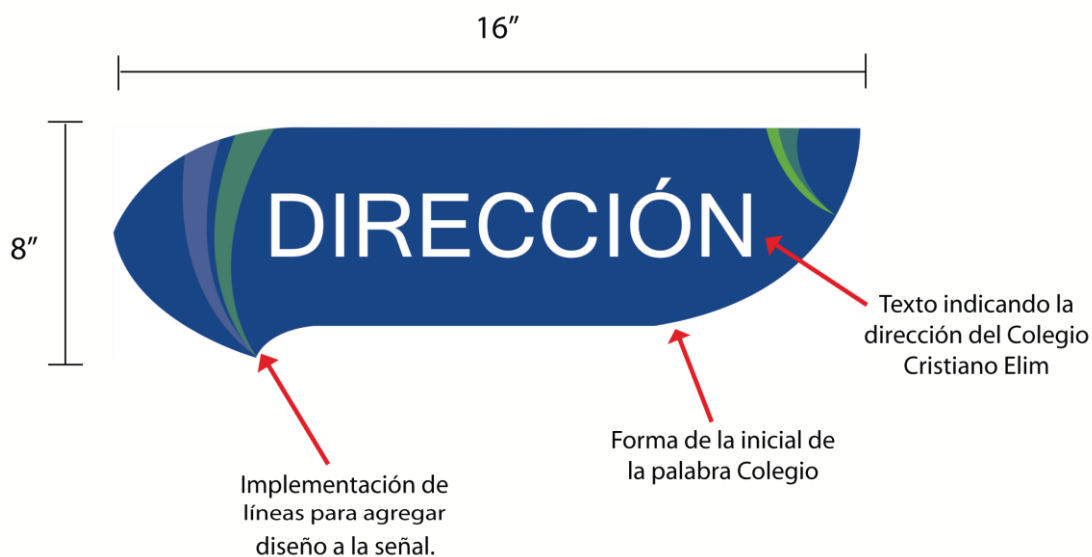 16”
8”
DIRECCIÓN
Texto indicando la
dirección del Colegio
Cristiano Elim
Forma de la inicial de
la palabra Colegio
Implementación de
líneas para agregar
diseño a la señal.